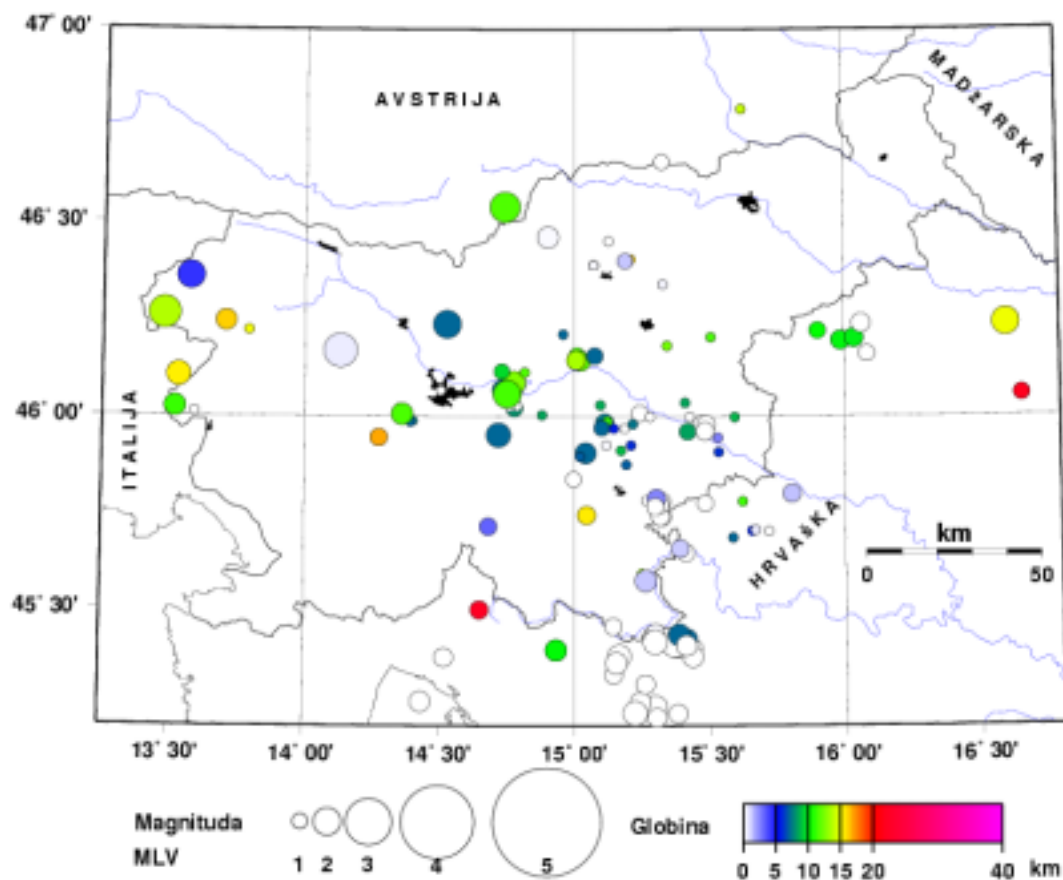 47° 00'
AVSTRIJA
MADžARSKA
46° 30'
46° 00'
ITALIJA
HRVAšKA
km
0 50
45° 30'
13° 30' 14° 00' 14° 30' 15° 00' 15° 30' 16° 00' 16° 30'
Magnituda
MLV 1 2 3 4 5
Globina
0 5 10 15 20 40 km